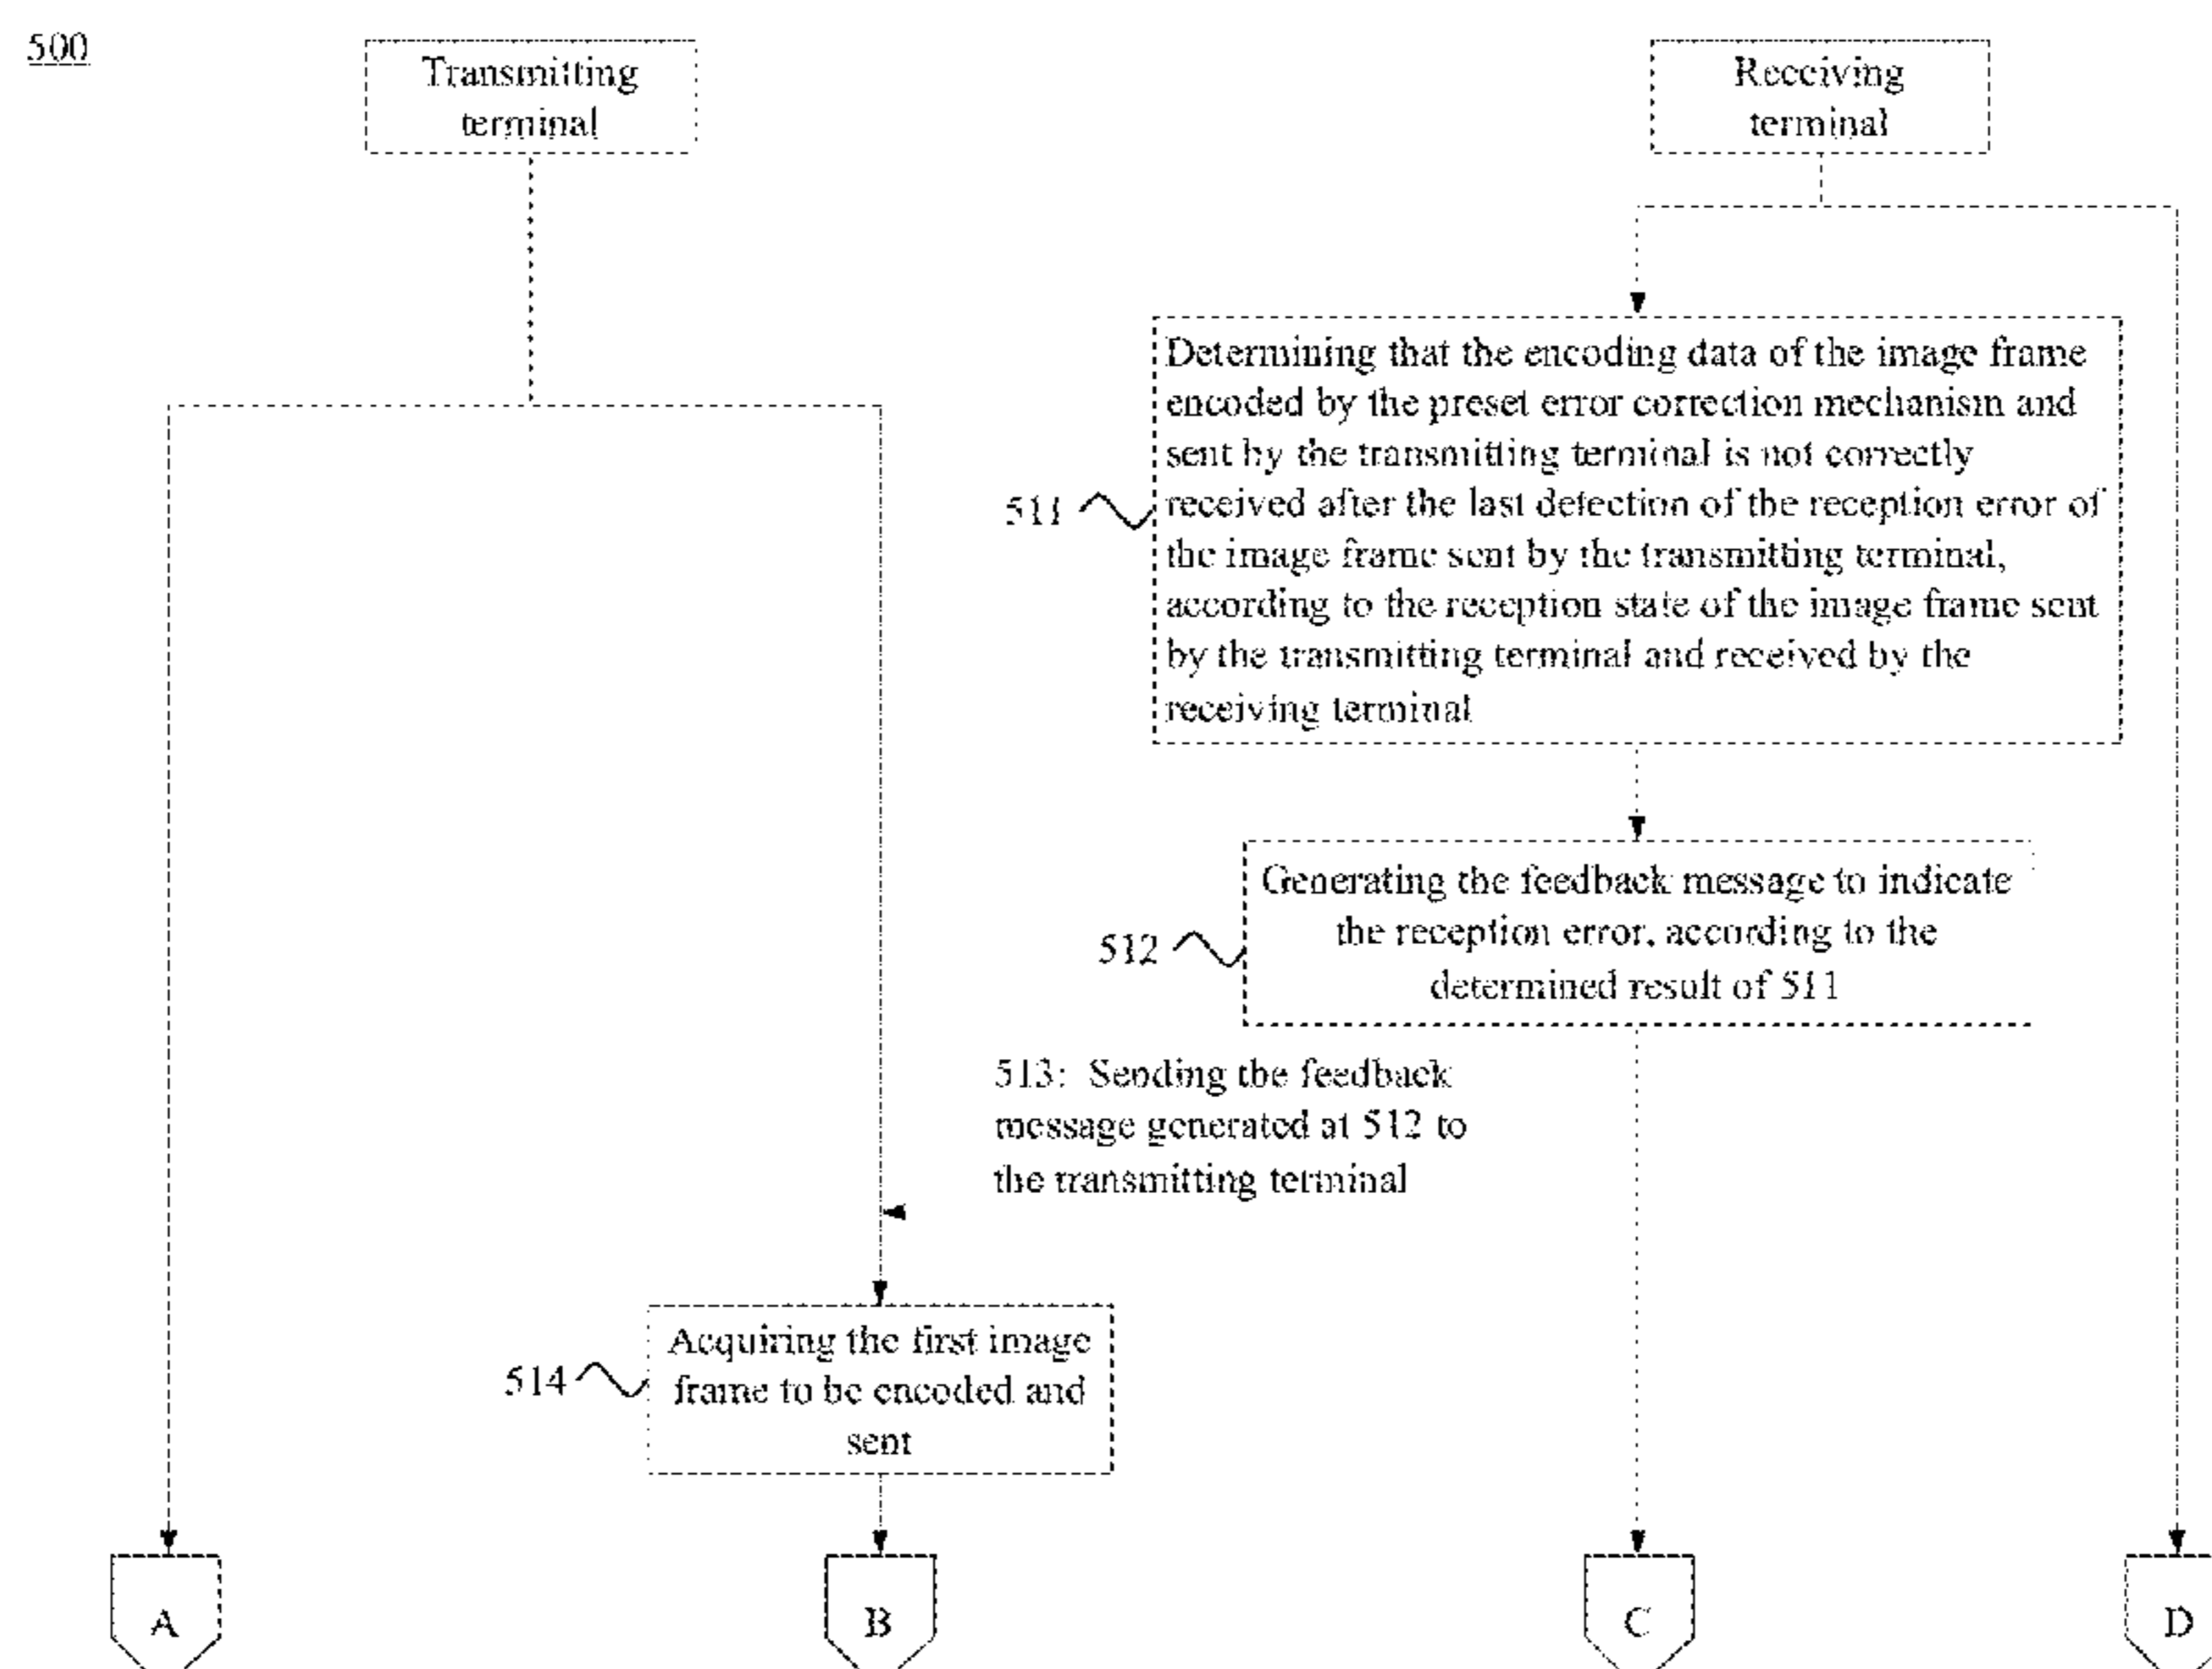 500
Transmitting
terminal
Receiving
terminal
Determining that the encoding data of the image frame
encoded by the preset error correction mechanism and
sent by the transmitting terminal is not correctly
received after the last detection of the reception error of
the image frame sent by the transmitting terminal,
according to the reception state of the image frame sent
by the transmitting terminal and received by the
receiving terminal
511
Generating the feedback message to indicate
the reception error, according to the
determined result of 511
512
513: Sending the feedback
message generated at 512 to
the transmitting terminal
Acquiring the first image
frame to be encoded and
sent
514
A
B
C
D